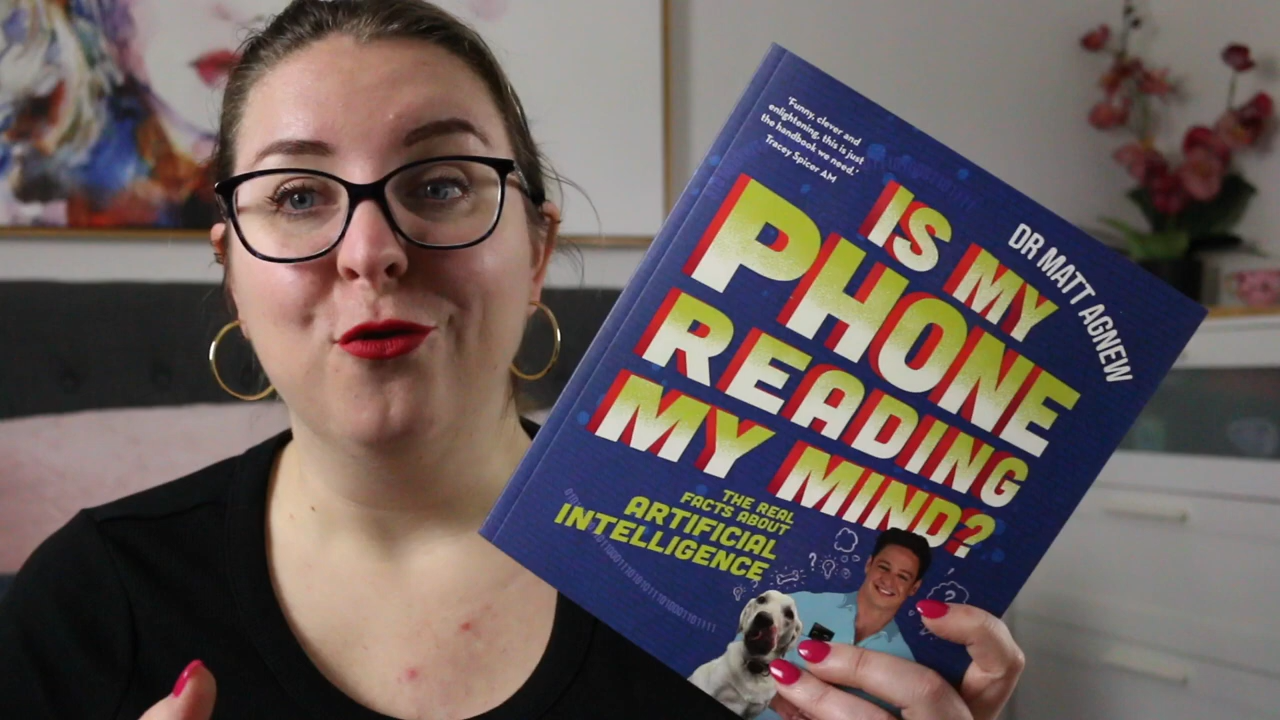 'Funny, clever and
enlightening, this is just
the handbook we need.'
Tracey Spicer AM
IS MY
PHONE
READING
MY MIND?
DR MATT AGNEW
THE REAL
FACTS ABOUT
ARTIFICIAL
INTELLIGENCE